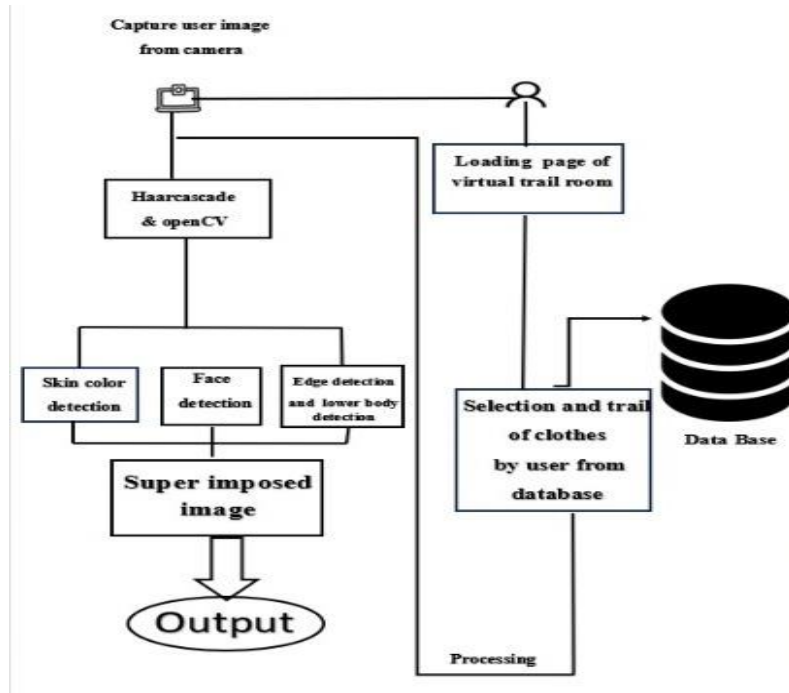 Capture user image
from camera
Loading page of
virtual trail room
Haarcascade
& openCV
Skin color
detection
Face
detection
Edge detection
and lower body
detection
Selection and trail
of clothes
by user from
database
Data Base
Super imposed
image
Output
Processing